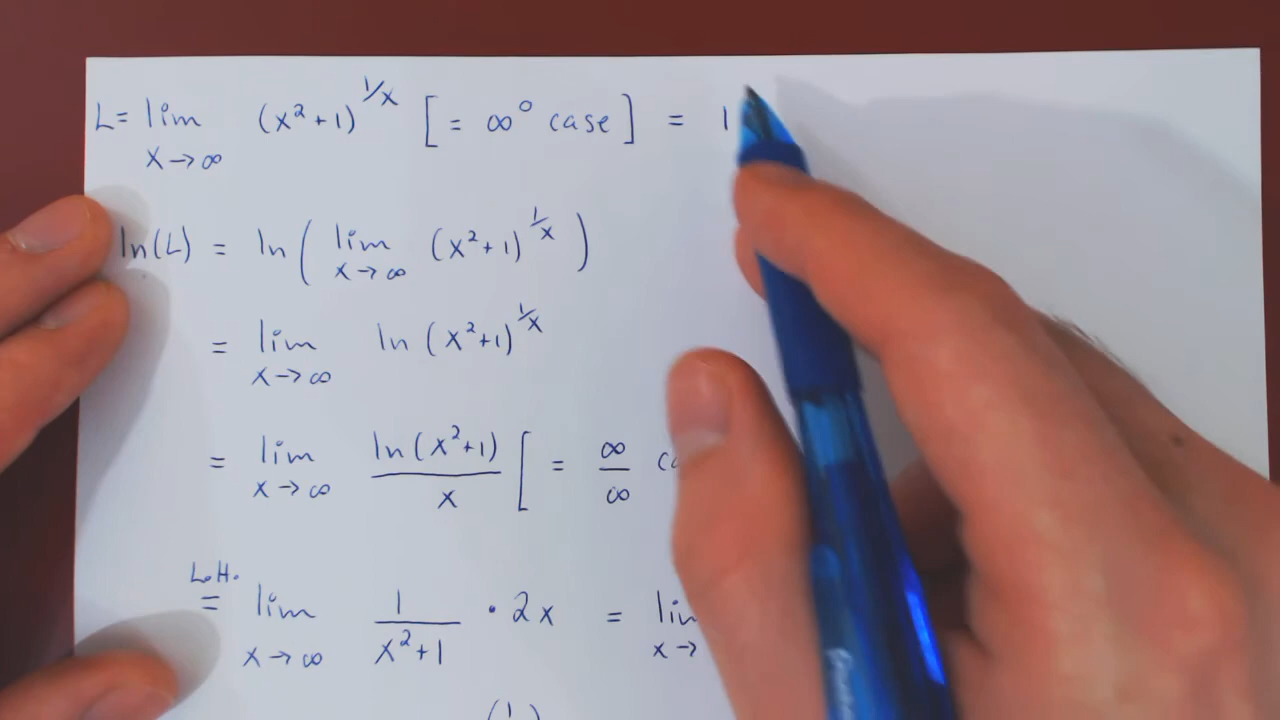 L = lim x→∞ (x²+1)^(1/x) [= ∞⁰ case] = 1
ln(L) = ln( lim x→∞ (x²+1)^(1/x) )
= lim x→∞ ln (x²+1)^(1/x)
= lim x→∞ ln(x²+1)/x [= ∞/∞
L.H. = lim x→∞ 1/(x²+1) · 2x = lim x→